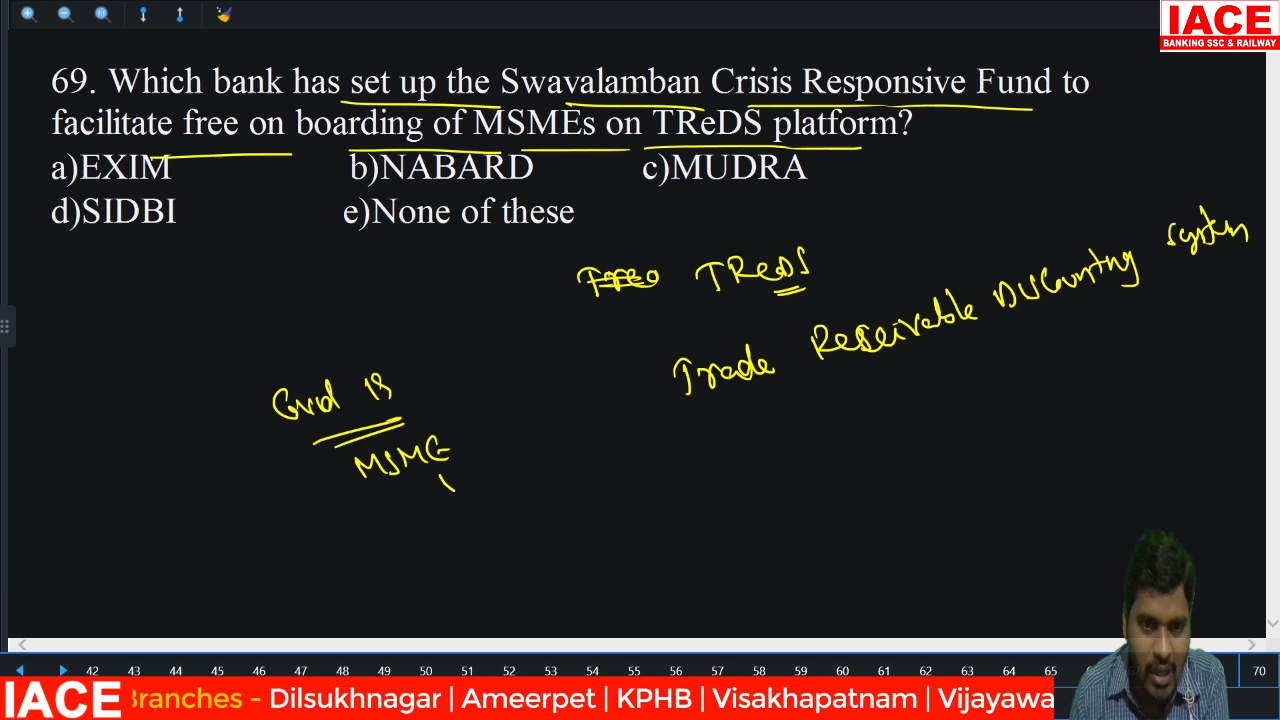 IACE
BANKING SSC & RAILWAY
69. Which bank has set up the Swavalamban Crisis Responsive Fund to
facilitate free on boarding of MSMEs on TReDS platform?
a)EXIM b)NABARD c)MUDRA
d)SIDBI e)None of these
TReDS
Trade Receivable Discounting System
MSME
42 43 44 45 46 47 48 49 50 51 52 53 54 55 56 57 58 59 60 61 62 63 64 65 70
IACE Branches - Dilsukhnagar | Ameerpet | KPHB | Visakhapatnam | Vijayawa